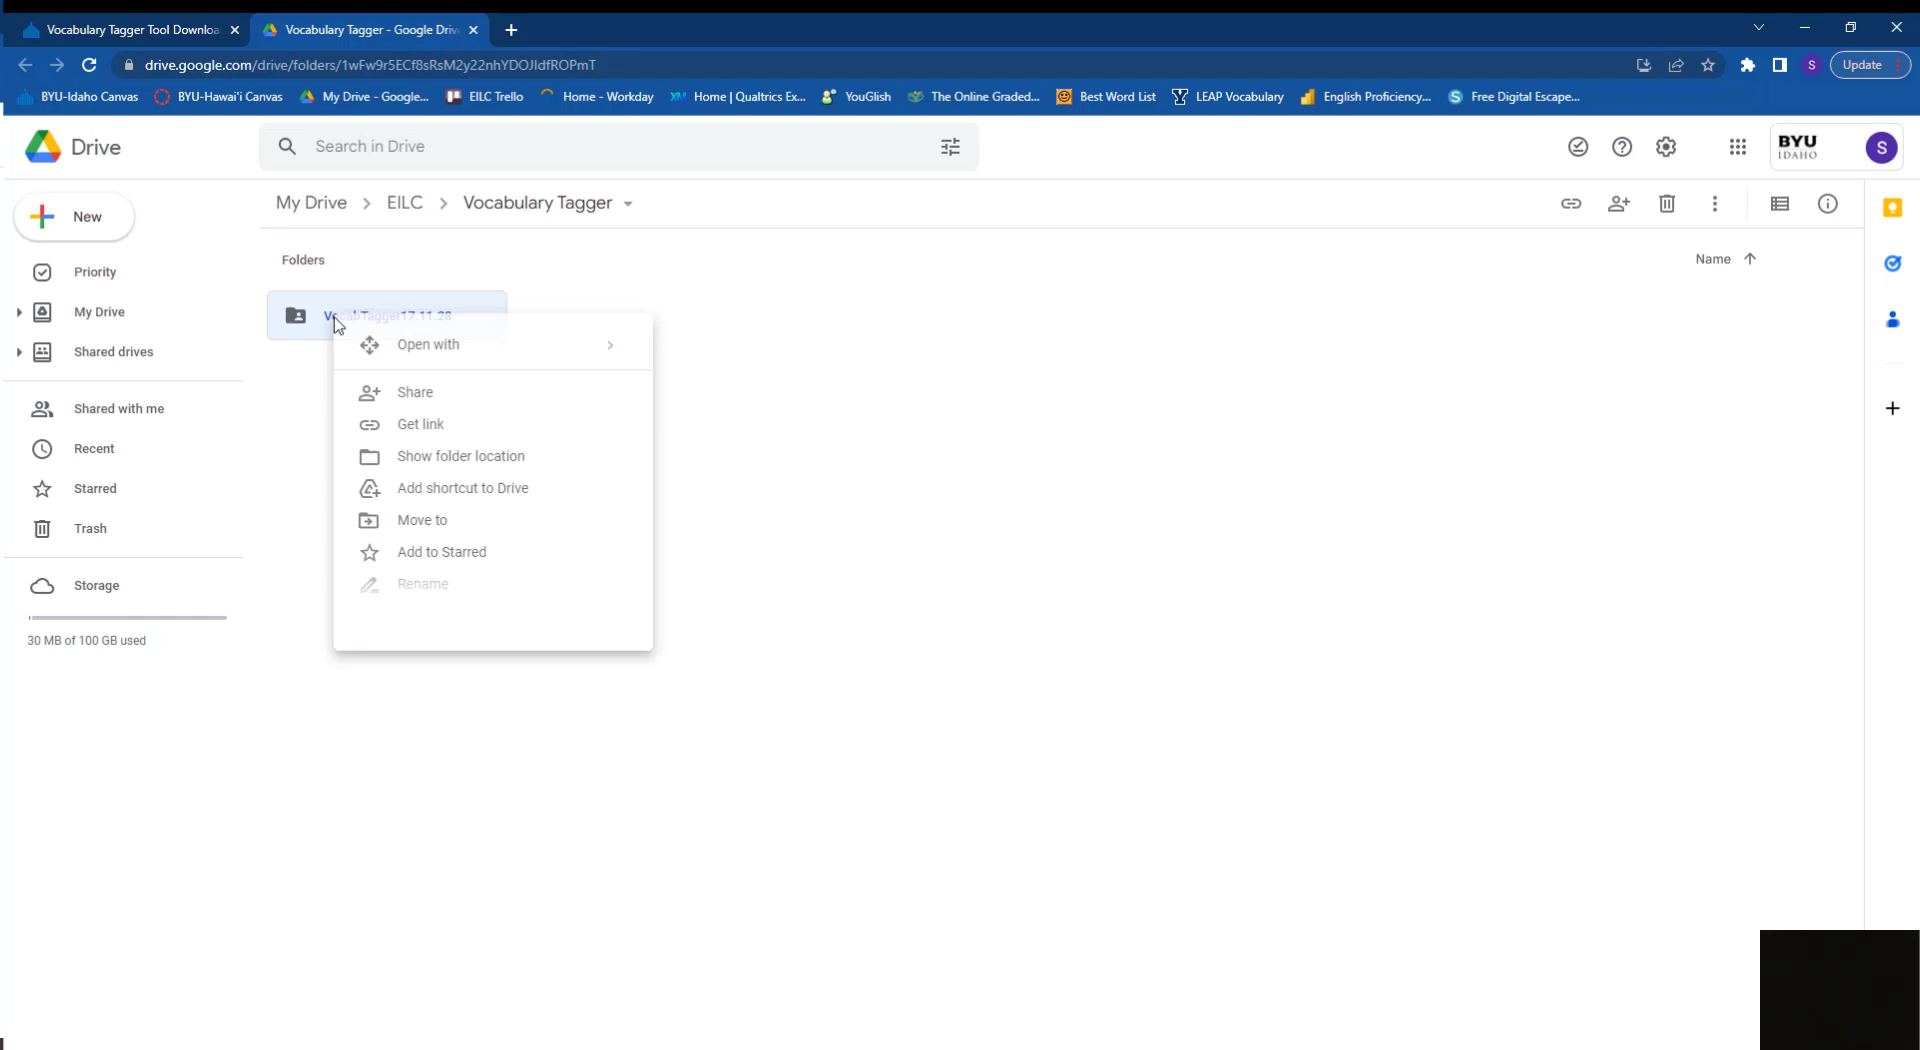 Vocabulary Tagger Tool Downloa
Vocabulary Tagger - Google Driv
drive.google.com/drive/folders/1wFw9r5ECf8sRsM2y22nhYDOJIdfROPmT
S
Update
BYU-Idaho Canvas
BYU-Hawai'i Canvas
My Drive - Google...
EILC Trello
Home - Workday
Home | Qualtrics Ex...
YouGlish
The Online Graded...
Best Word List
LEAP Vocabulary
English Proficiency...
Free Digital Escape...
Drive
Search in Drive
BYU
IDAHO
S
New
My Drive
EILC
Vocabulary Tagger
Folders
Name
Priority
My Drive
Shared drives
Shared with me
Recent
Starred
Trash
Storage
30 MB of 100 GB used
VocabTagger17.11.28
Open with
Share
Get link
Show folder location
Add shortcut to Drive
Move to
Add to Starred
Rename